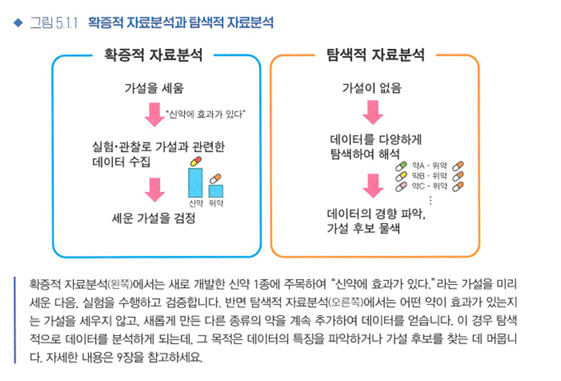 ◆ 그림 5.1.1 확증적 자료분석과 탐색적 자료분석
확증적 자료분석
가설을 세움
"신약에 효과가 있다"
실험·관찰로 가설과 관련한
데이터 수집
신약 위약
세운 가설을 검정
탐색적 자료분석
가설이 없음
데이터를 다양하게
탐색하여 해석
약A - 위약
약B - 위약
약C - 위약
⋮
데이터의 경향 파악,
가설 후보 물색
확증적 자료분석(왼쪽)에서는 새로 개발한 신약 1종에 주목하여 "신약에 효과가 있다."라는 가설을 미리
세운 다음, 실험을 수행하고 검증합니다. 반면 탐색적 자료분석(오른쪽)에서는 어떤 약이 효과가 있는지
는 가설을 세우지 않고, 새롭게 만든 다른 종류의 약을 계속 추가하여 데이터를 얻습니다. 이 경우 탐색
적으로 데이터를 분석하게 되는데, 그 목적은 데이터의 특징을 파악하거나 가설 후보를 찾는 데 머뭅니
다. 자세한 내용은 9장을 참고하세요.